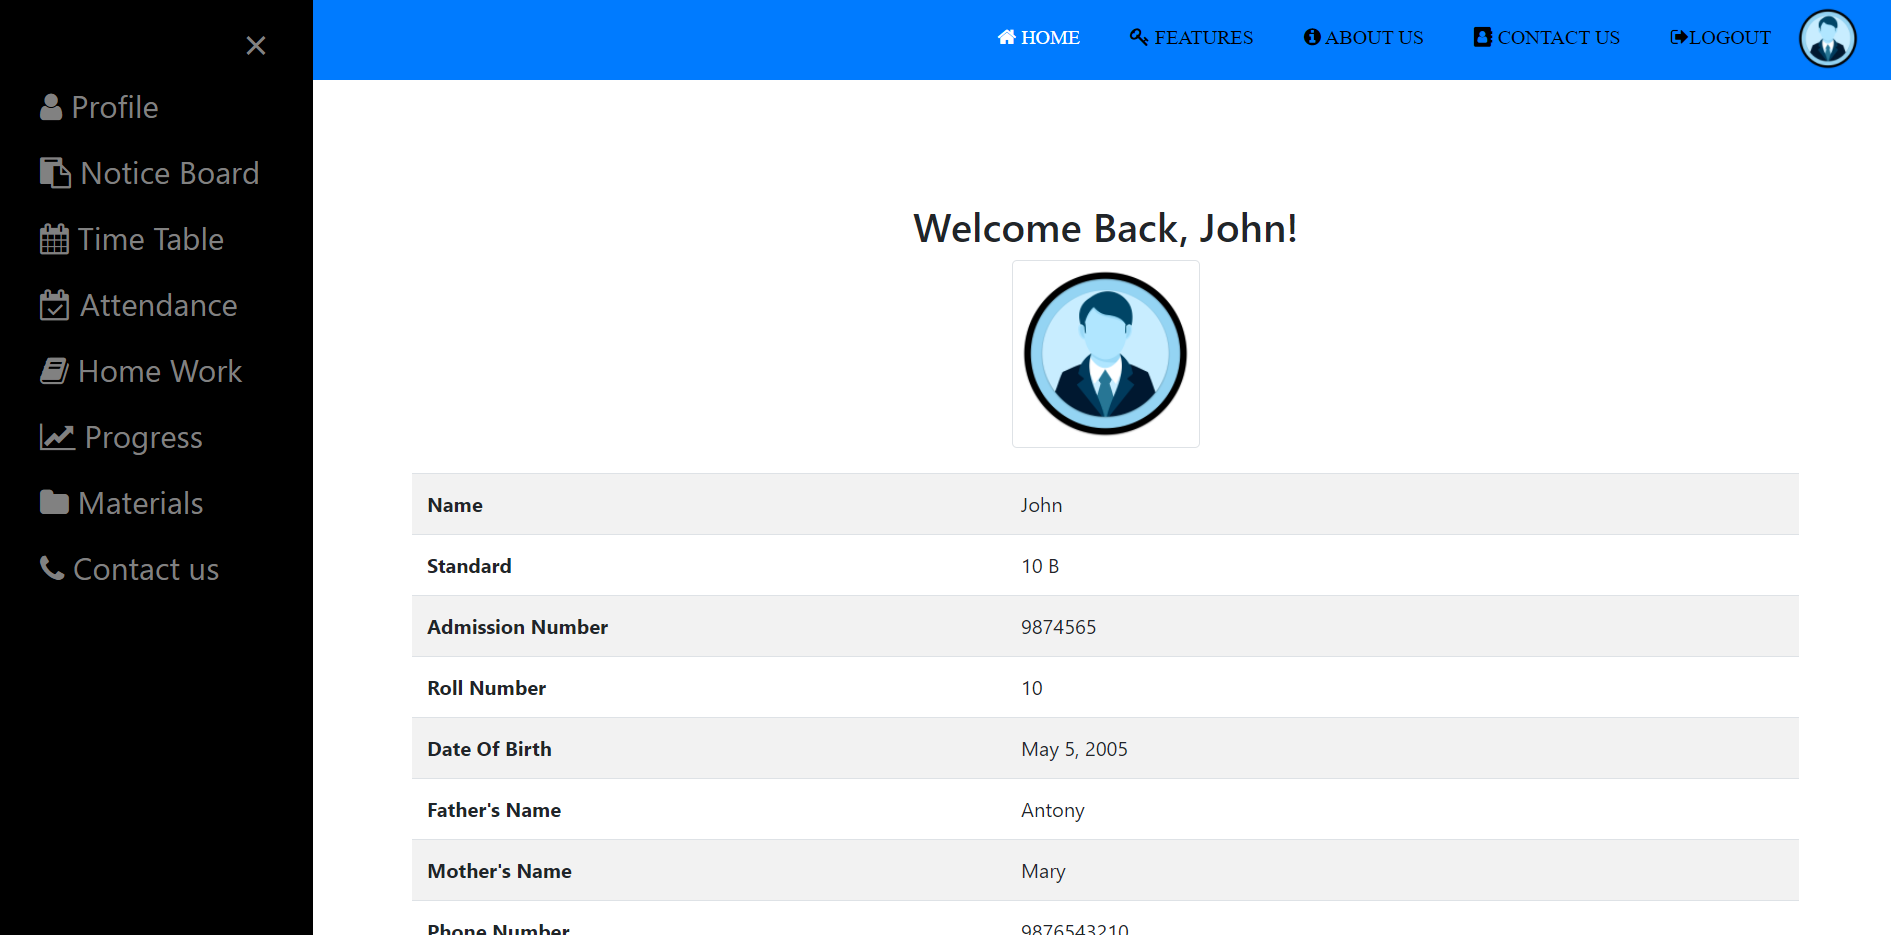 HOME FEATURES ABOUT US CONTACT US LOGOUT
×
Profile
Notice Board
Time Table
Attendance
Home Work
Progress
Materials
Contact us
Welcome Back, John!
Name John
Standard 10 B
Admission Number 9874565
Roll Number 10
Date Of Birth May 5, 2005
Father's Name Antony
Mother's Name Mary
Phone Number 9876543210